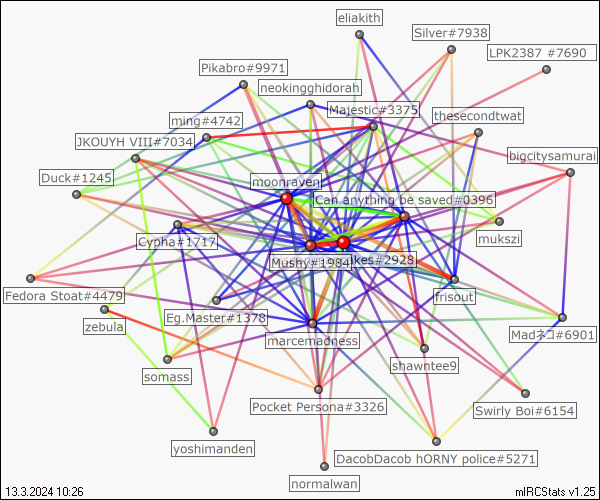 eliakith
Silver#7938
LPK2387 #7690
Pikabro#9971
neokingghidorah
Majestic#3375
thesecondtwat
ming#4742
JKOUYH VIII#7034
bigcitysamurai
Duck#1245
moonraven
Can anything be saved#0396
mukszi
Cypha#1717
Mushy#1984
ikes#2928
frisout
Fedora Stoat#4479
Eg.Master#1378
zebula
marcemadness
Madネコ#6901
shawntee9
somass
Pocket Persona#3326
Swirly Boi#6154
yoshimanden
DacobDacob hORNY police#5271
normalwan
13.3.2024 10:26
mIRCStats v1.25